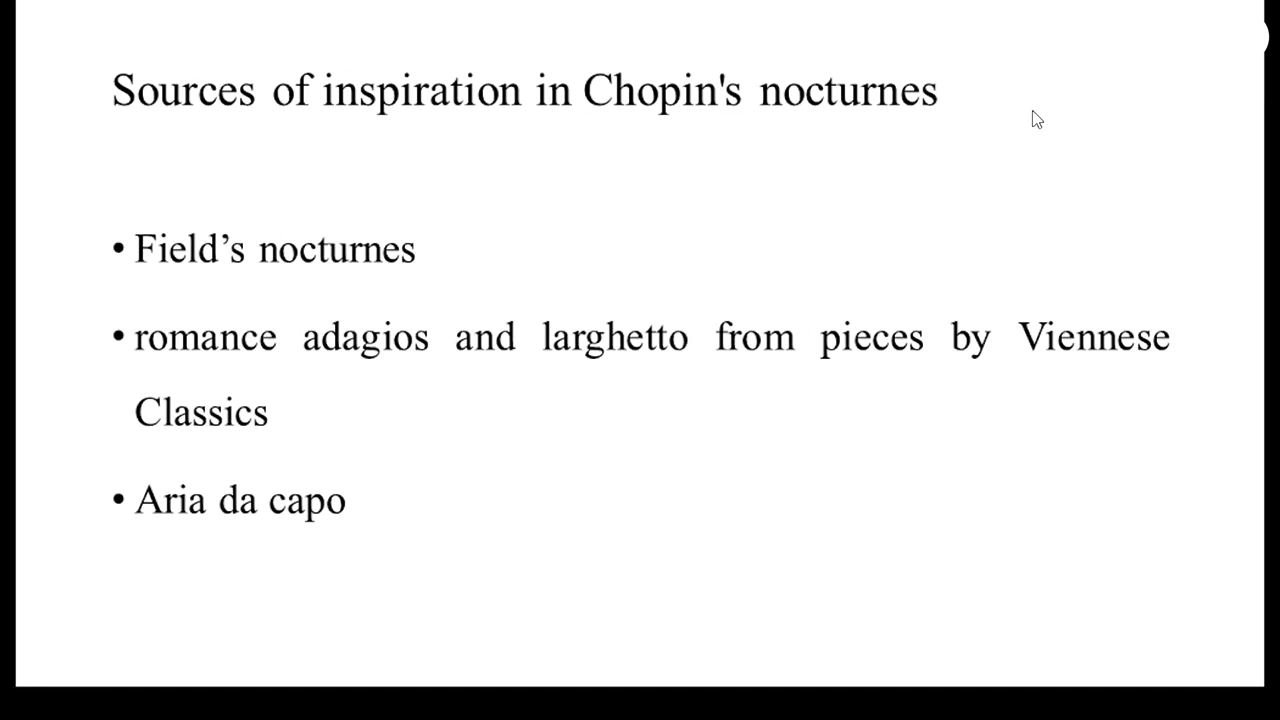 Sources of inspiration in Chopin's nocturnes
• Field’s nocturnes
• romance adagios and larghetto from pieces by Viennese
Classics
• Aria da capo